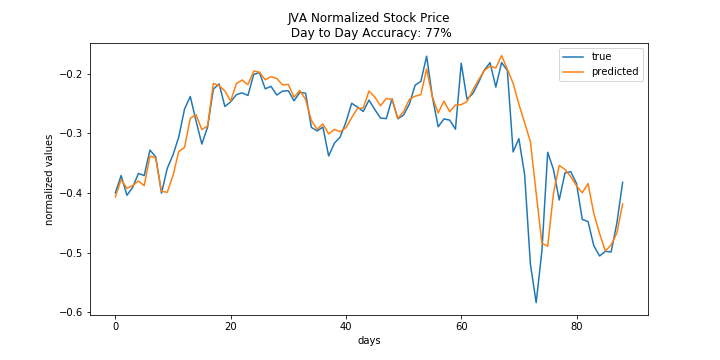 JVA Normalized Stock Price
Day to Day Accuracy: 77%
true
predicted
normalized values
−0.2
−0.3
−0.4
−0.5
−0.6
0
20
40
60
80
days